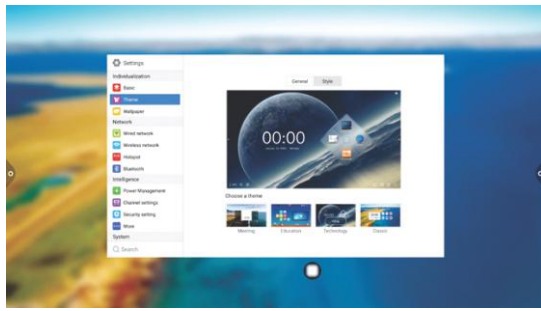 Settings
Individualization
Basic
Theme
Wallpaper
Network
Wired network
Wireless network
Hotspot
Bluetooth
Intelligence
Power Management
Channel settings
Security setting
More
System
Search
General Style
00:00
Choose a theme
Meeting Education Technology Classic